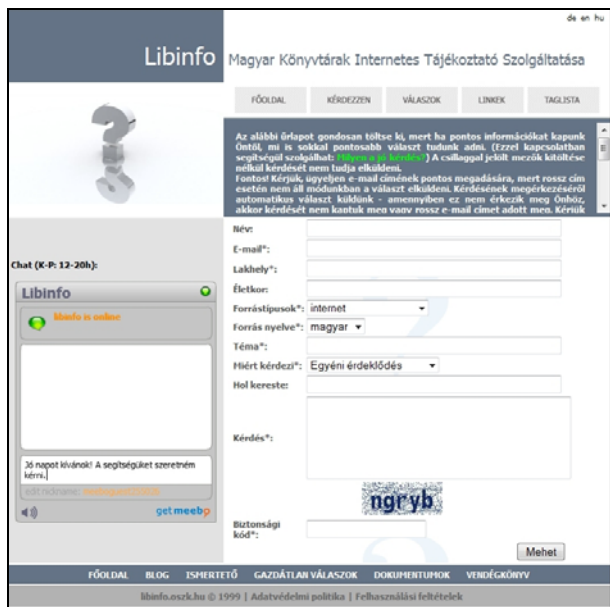 de en hu
Libinfo Magyar Könyvtárak Internetes Tájékoztató Szolgáltatása
FŐOLDAL KÉRDEZZEN VÁLASZOK LINKEK TAGLISTA
Az alábbi űrlapot gondosan töltse ki, mert ha pontos információkat kapunk
Öntől, mi is sokkal pontosabb választ tudunk adni. (Ezzel kapcsolatban
segítségül szolgálhat: Milyen a jó kérdés?) A csillaggal jelölt mezők kitöltése
nélkül kérdését nem tudja elküldeni.
Fontos! Kérjük, ügyeljen e-mail címének pontos megadására, mert rossz cím
esetén nem áll módunkban a választ elküldeni. Kérdésének megérkezéséről
automatikus választ küldünk - amennyiben ez nem érkezik meg Önhöz,
akkor kérdését nem kaptuk meg vagy rossz e-mail címet adott meg. Kérjük
Név:
E-mail*:
Lakhely*:
Életkor:
Forrástípusok*: internet
Forrás nyelve*: magyar
Téma*:
Miért kérdezi*: Egyéni érdeklődés
Hol kereste:
Kérdés*:
ngryb
Biztonsági
kód*:
Mehet
Chat (K-P: 12-20h):
Libinfo
libinfo is online
Jó napot kívánok! A segítségüket szeretném
kérni.
edit nickname:
get meebo
FŐOLDAL BLOG ISMERTETŐ GAZDÁTLAN VÁLASZOK DOKUMENTUMOK VENDÉGKÖNYV
libinfo.oszk.hu © 1999 | Adatvédelmi politika | Felhasználási feltételek